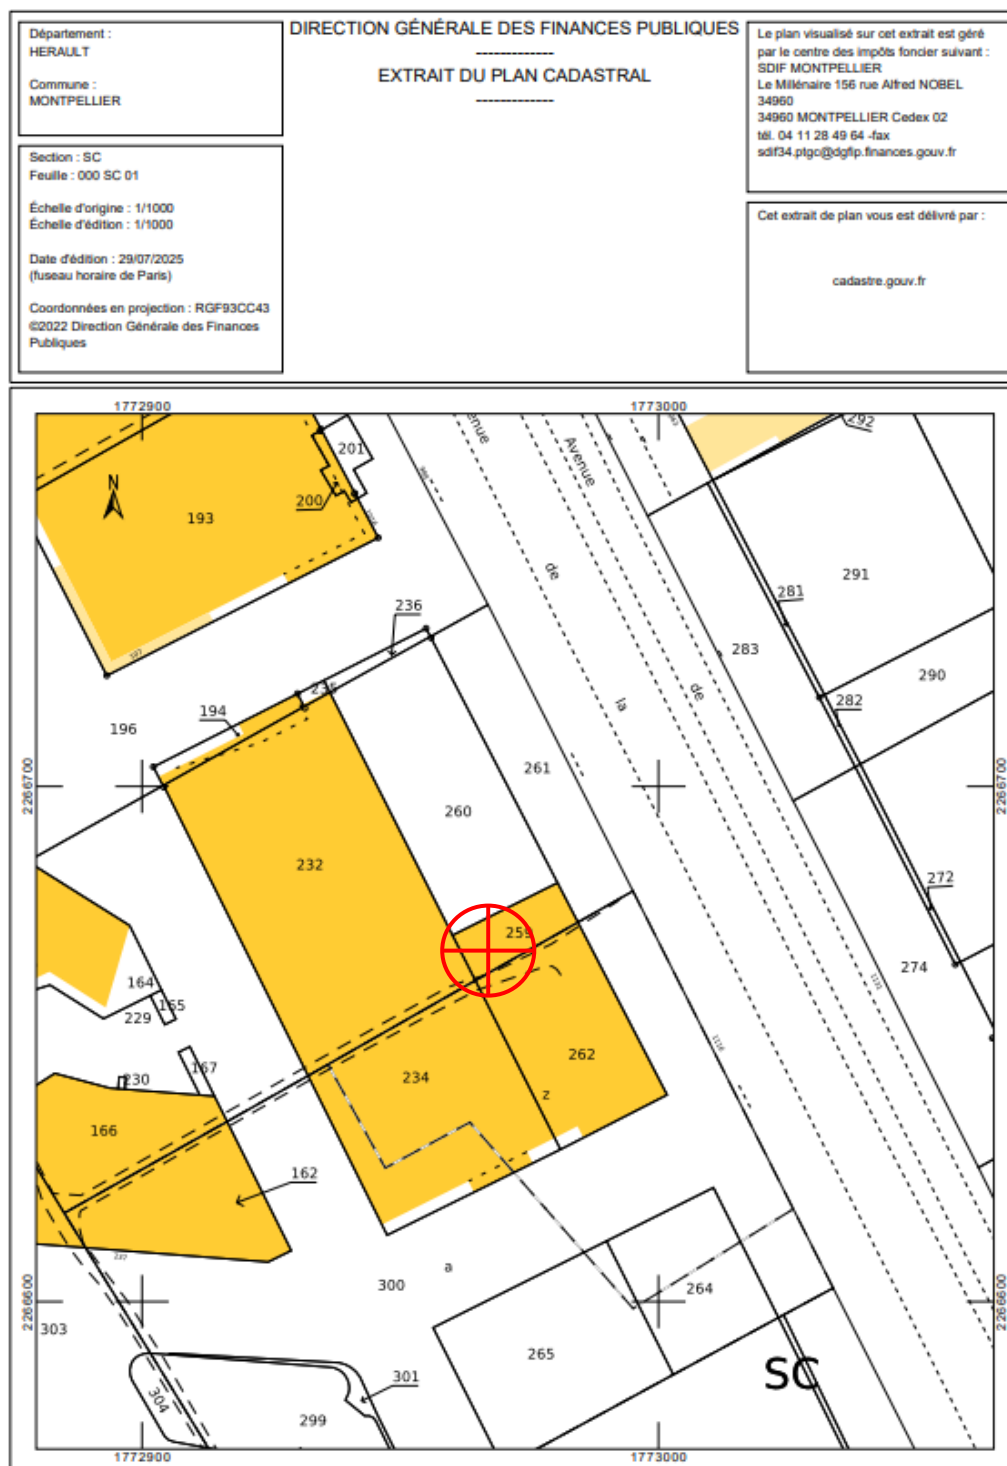 Département :
HERAULT
Commune :
MONTPELLIER
Section : SC
Feuille : 000 SC 01
Échelle d'origine : 1/1000
Échelle d'édition : 1/1000
Date d'édition : 29/07/2025
(fuseau horaire de Paris)
Coordonnées en projection : RGF93CC43
©2022 Direction Générale des Finances
Publiques
DIRECTION GÉNÉRALE DES FINANCES PUBLIQUES
-------------
EXTRAIT DU PLAN CADASTRAL
-------------
Le plan visualisé sur cet extrait est géré
par le centre des impôts foncier suivant :
SDIF MONTPELLIER
Le Millénaire 156 rue Alfred NOBEL
34960
34960 MONTPELLIER Cedex 02
tél. 04 11 28 49 64 -fax
sdif34.ptgc@dgfip.finances.gouv.fr
Cet extrait de plan vous est délivré par :
cadastre.gouv.fr
1772900
1773000
292
Avenue
201
N
200
193
de
291
281
236
283
de
290
235
282
194
la
196
261
2266700
2266700
260
232
272
259
274
164
165
229
1116
262
167
230
234
z
166
162
a
300
264
2266600
2266600
303
265
SC
301
304
299
1772900
1773000